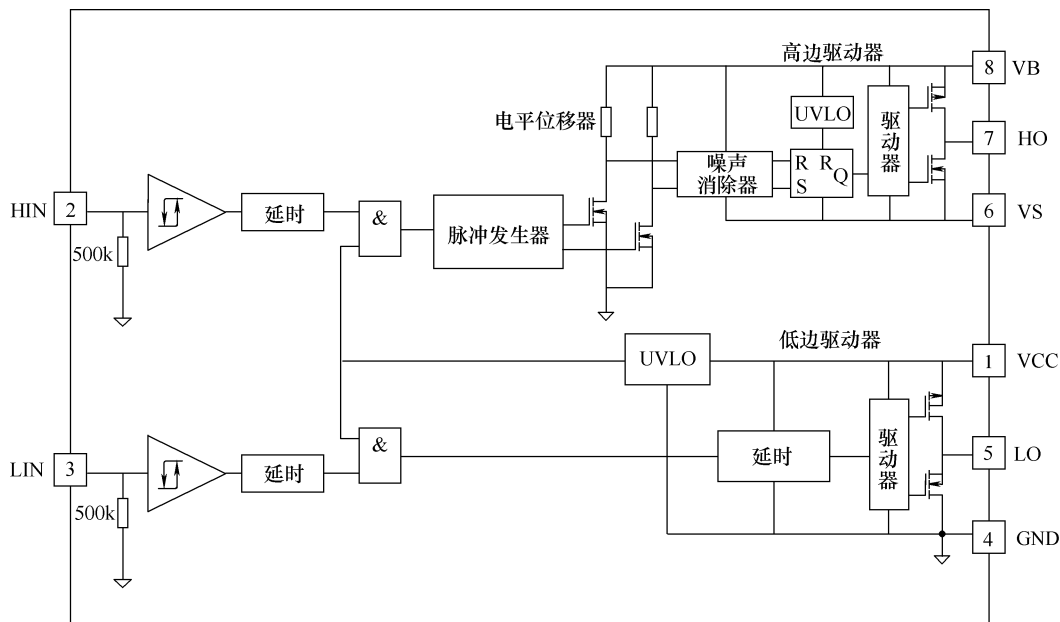 高边驱动器
8
VB
电平位移器
UVLO
驱
动
器
7
HO
噪声
消除器
R
R
S
Q
2
HIN
延时
&
脉冲发生器
6
VS
500k
低边驱动器
UVLO
1
VCC
3
LIN
延时
&
延时
驱
动
器
5
LO
500k
4
GND